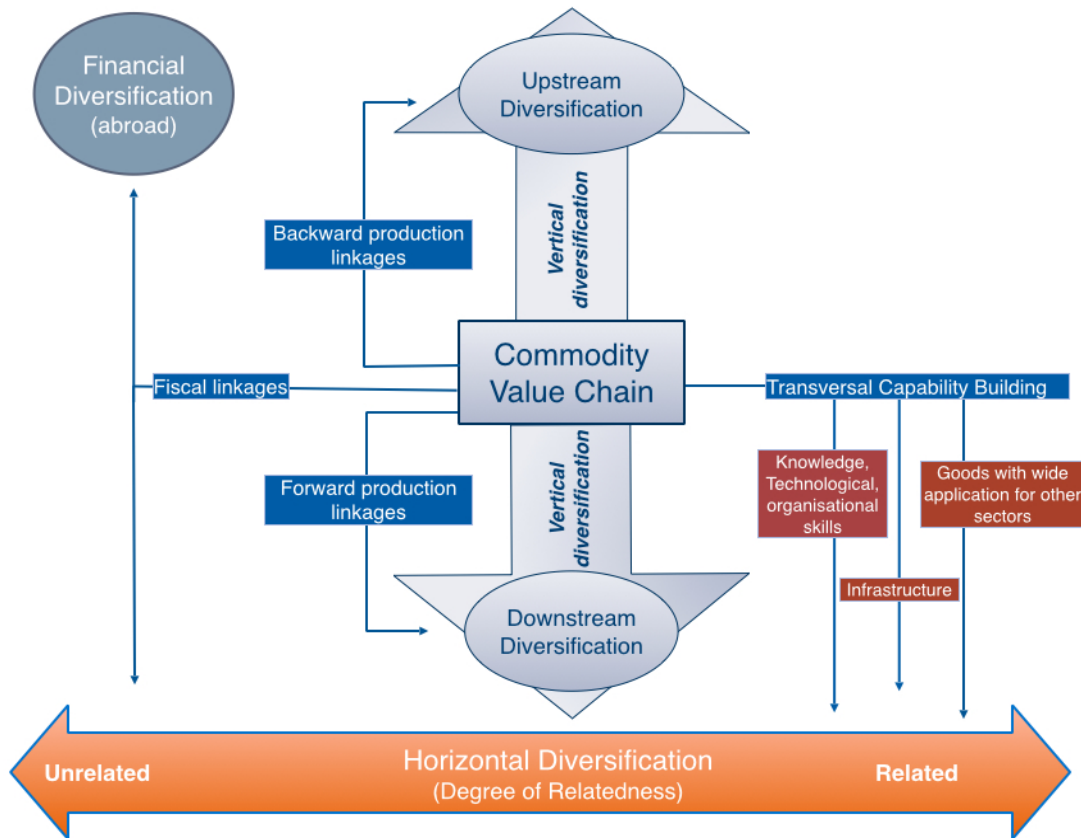 Financial
Diversification
(abroad)
Upstream
Diversification
Backward production
linkages
Vertical
diversification
Commodity
Value Chain
Fiscal linkages
Transversal Capability Building
Forward production
linkages
Vertical
diversification
Knowledge,
Technological,
organisational
skills
Goods with wide
application for other
sectors
Infrastructure
Downstream
Diversification
Unrelated
Horizontal Diversification
(Degree of Relatedness)
Related